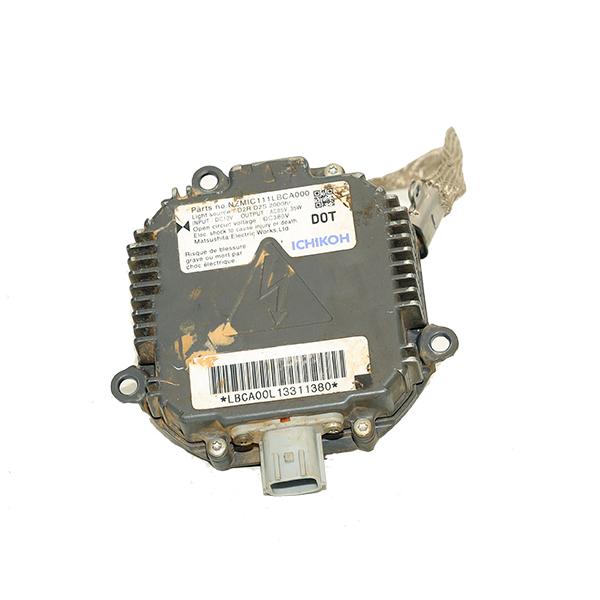 Parts no. NZMIC111LBCA000
Light source D2R D2S 2000h
INPUT DC12V OUTPUT AC85V 35W
Open circuit voltage DC380V
Elec. shock to cause injury or death
Matsushita Electric Works,Ltd.
DOT
ICHIKOH
Risque de blessure
grave ou mort par
choc électrique.
*LBCA00L13311380*